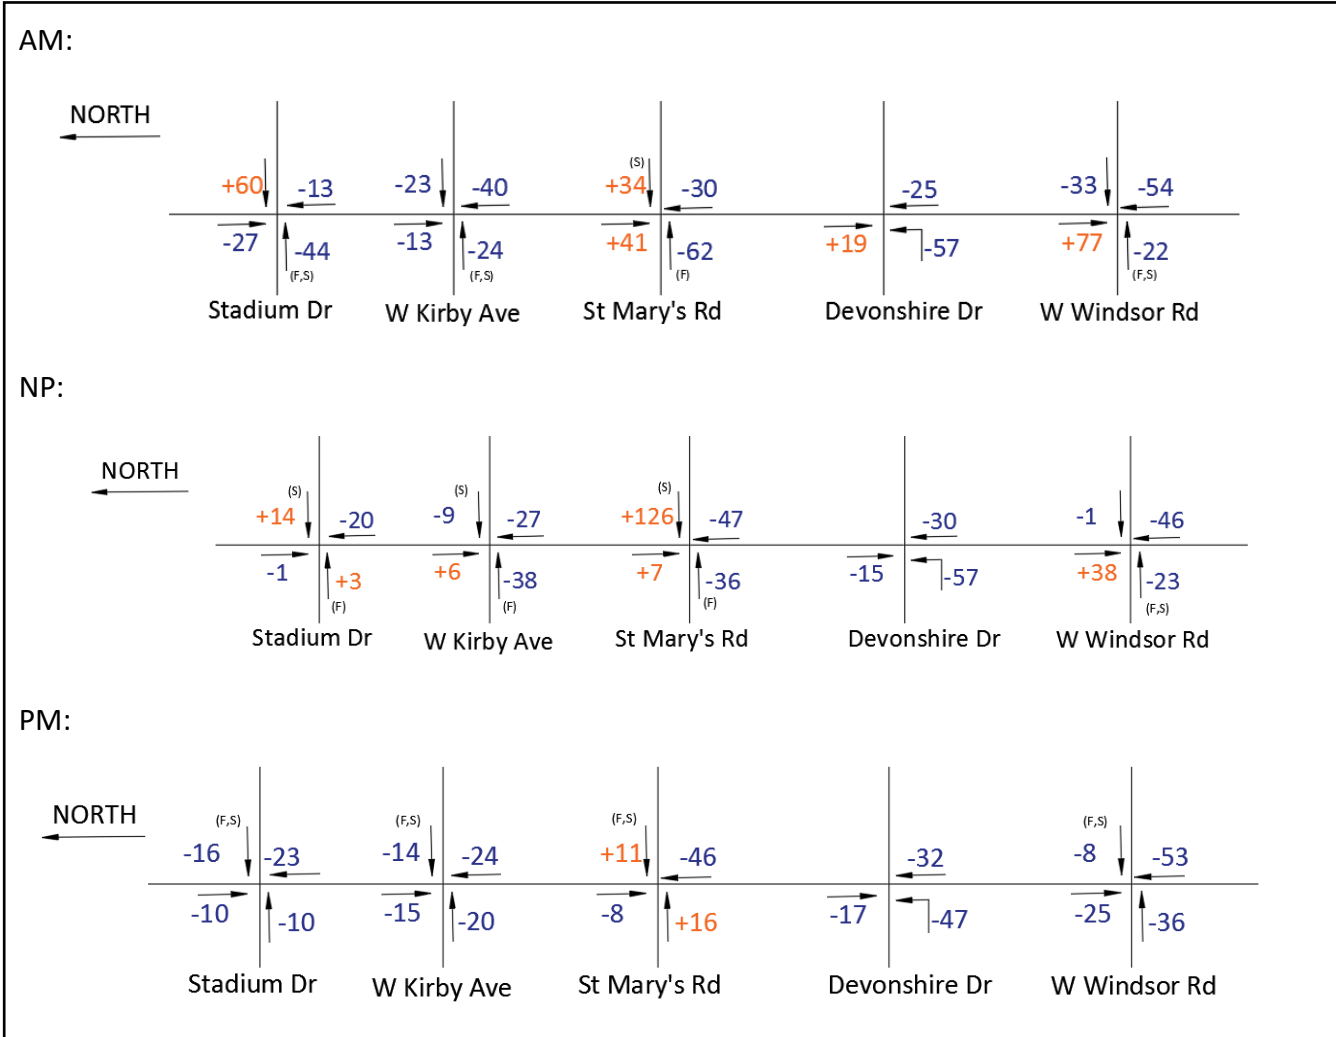 AM:
NORTH
(S)
+60 -13 -23 -40 +34 -30 -25 -33 -54
-27 -44 -13 -24 +41 -62 +19 -57 +77 -22
(F,S) (F,S) (F) (F,S)
Stadium Dr W Kirby Ave St Mary's Rd Devonshire Dr W Windsor Rd
NP:
NORTH
(S) (S) (S)
+14 -20 -9 -27 +126 -47 -30 -1 -46
-1 +3 +6 -38 +7 -36 -15 -57 +38 -23
(F) (F) (F) (F,S)
Stadium Dr W Kirby Ave St Mary's Rd Devonshire Dr W Windsor Rd
PM:
NORTH
(F,S) (F,S) (F,S) (F,S)
-16 -23 -14 -24 +11 -46 -32 -8 -53
-10 -10 -15 -20 -8 +16 -17 -47 -25 -36
Stadium Dr W Kirby Ave St Mary's Rd Devonshire Dr W Windsor Rd